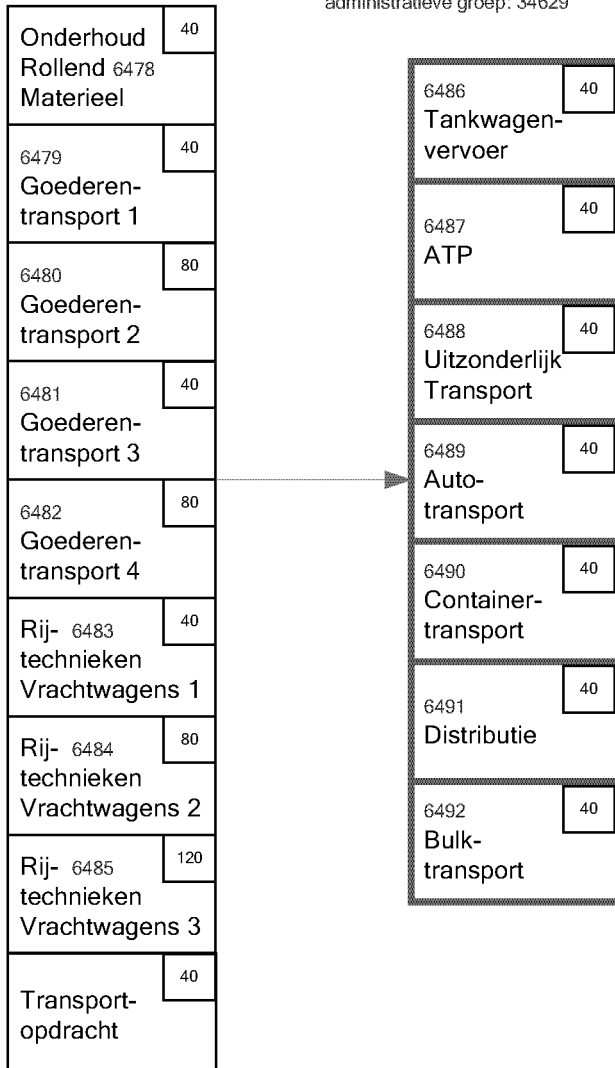 administratieve groep: 34629
Onderhoud 40
Rollend 6478
Materieel
6479 40
Goederen-
transport 1
6480 80
Goederen-
transport 2
6481 40
Goederen-
transport 3
6482 80
Goederen-
transport 4
Rij- 6483 40
technieken
Vrachtwagens 1
Rij- 6484 80
technieken
Vrachtwagens 2
Rij- 6485 120
technieken
Vrachtwagens 3
40
Transport-
opdracht
6486 40
Tankwagen-
vervoer
6487 40
ATP
6488 40
Uitzonderlijk
Transport
6489 40
Auto-
transport
6490 40
Container-
transport
6491 40
Distributie
6492 40
Bulk-
transport